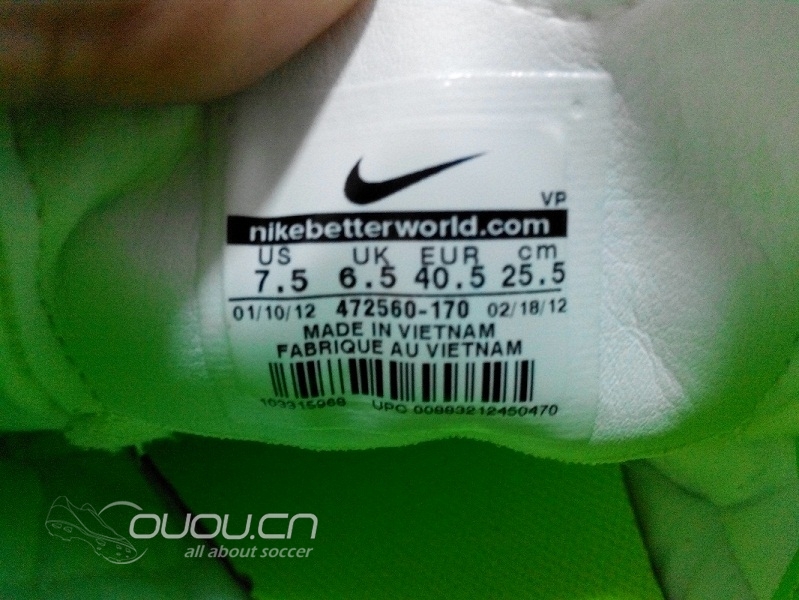 VP
nikebetterworld.com
US UK EUR cm
7.5 6.5 40.5 25.5
01/10/12 472560-170 02/18/12
MADE IN VIETNAM
FABRIQUE AU VIETNAM
103315968 UPC 00883212450470
OUOU.CN
all about soccer